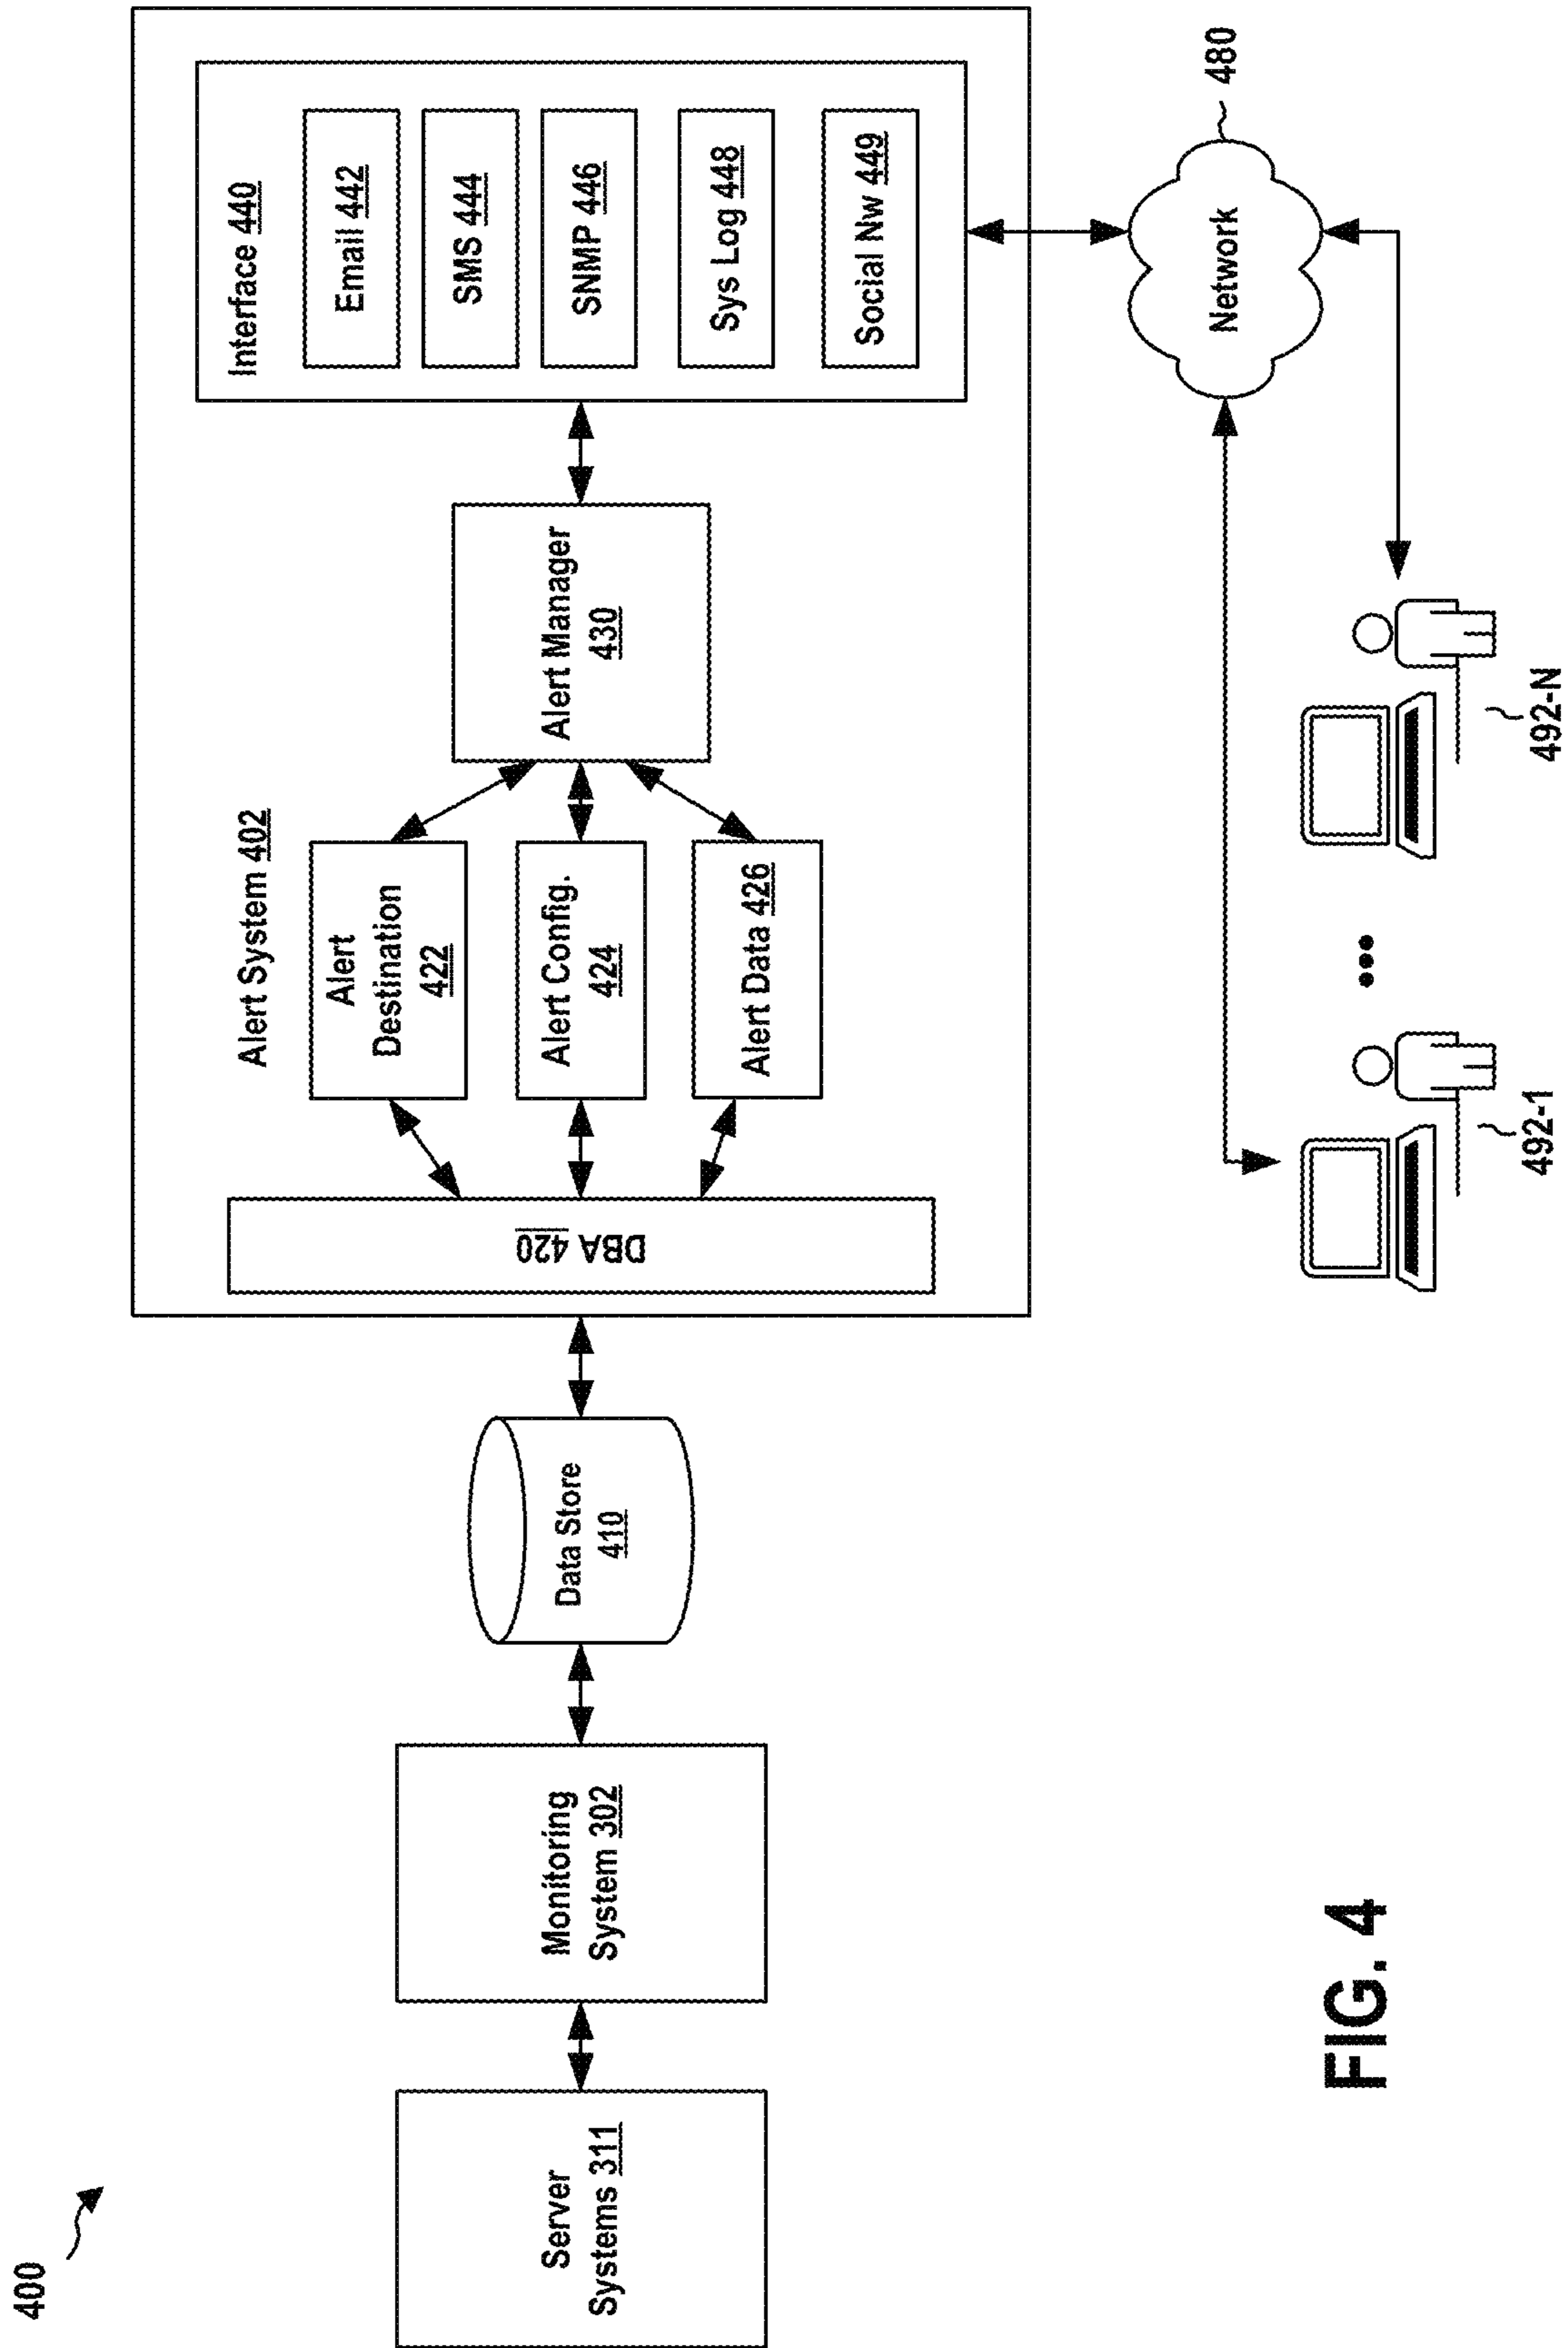 400
Server
Systems 311
Monitoring
System 302
Data Store
410
Alert System 402
DBA 420
Alert
Destination
422
Alert Config.
424
Alert Data 426
Alert Manager
430
Interface 440
Email 442
SMS 444
SNMP 446
Sys Log 448
Social Nw 449
Network
480
492-1
•••
492-N
FIG. 4